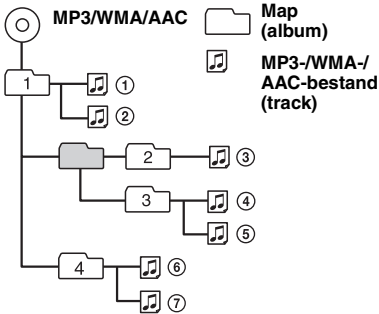 MP3/WMA/AAC
Map
(album)
MP3-/WMA-/
AAC-bestand
(track)
1
①
②
2
③
3
④
⑤
4
⑥
⑦